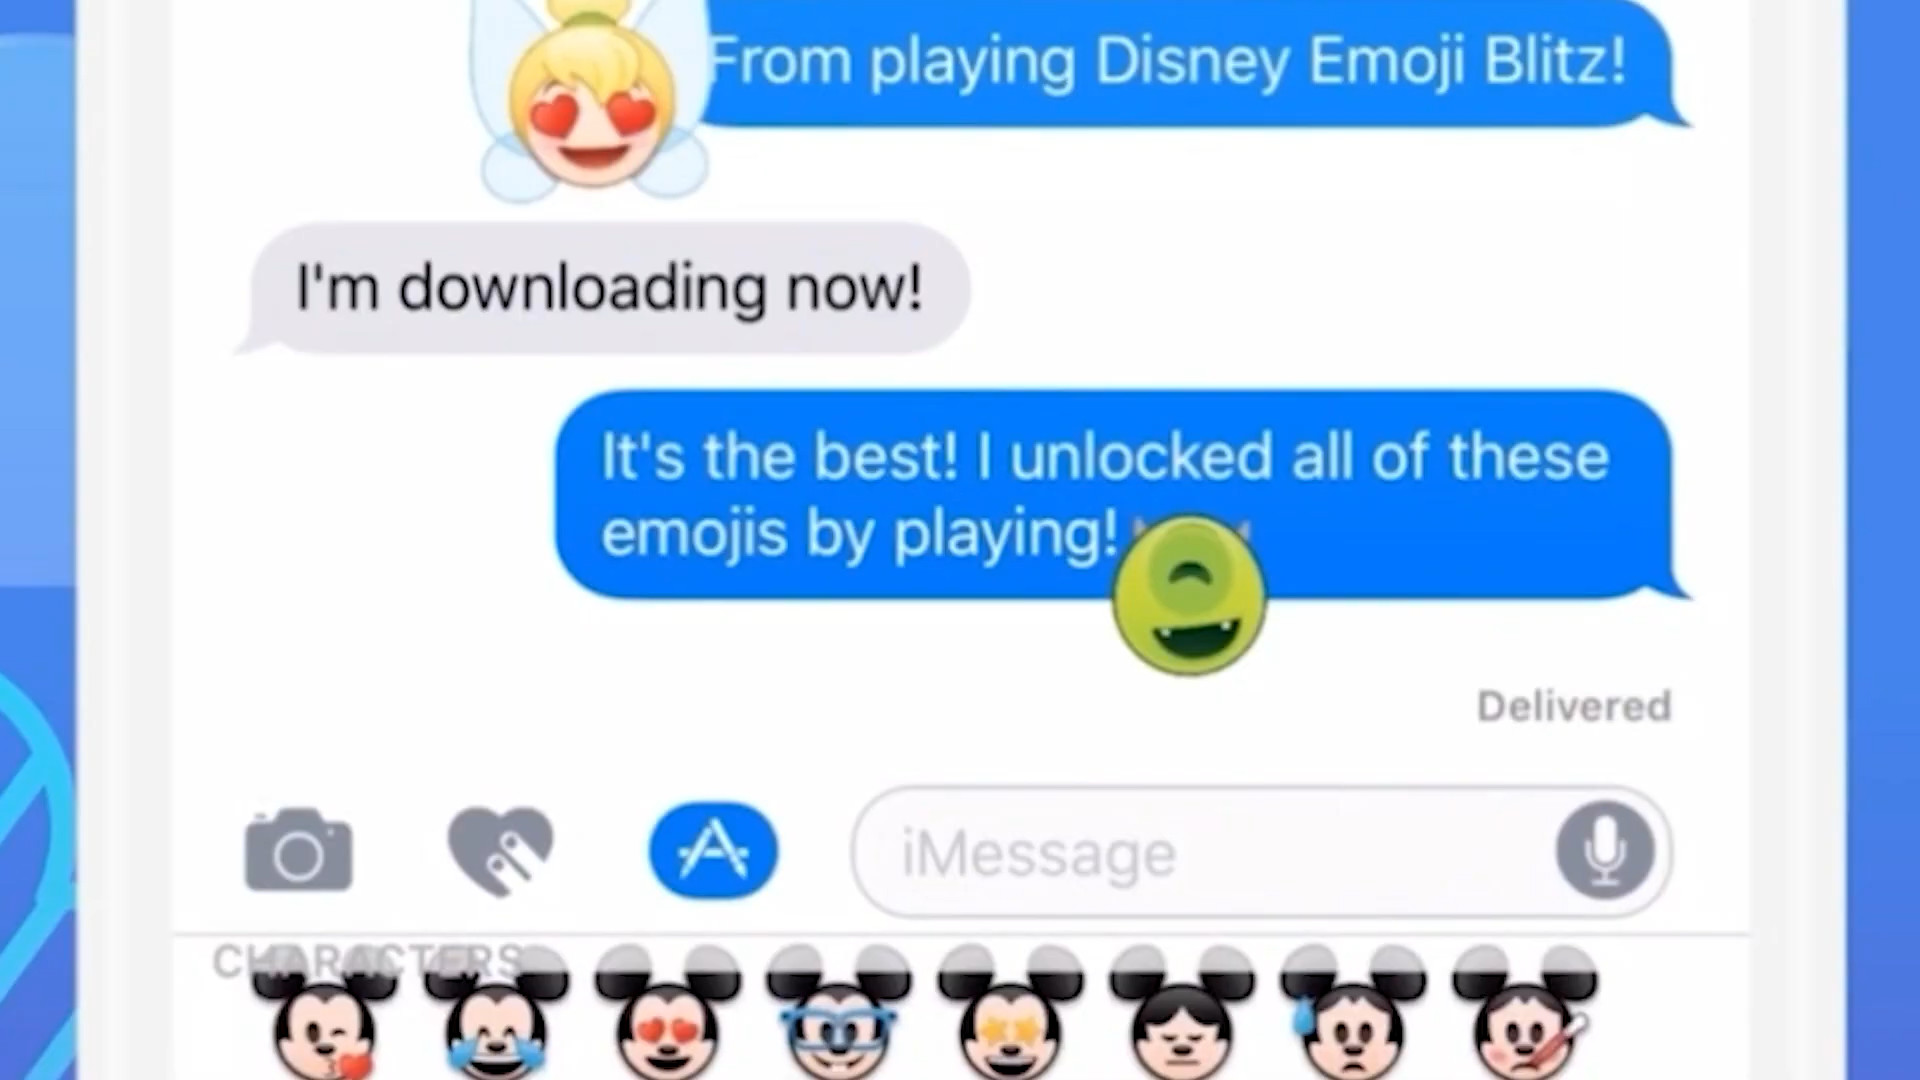 From playing Disney Emoji Blitz!
I'm downloading now!
It's the best! I unlocked all of these
emojis by playing!
Delivered
iMessage
CHARACTERS